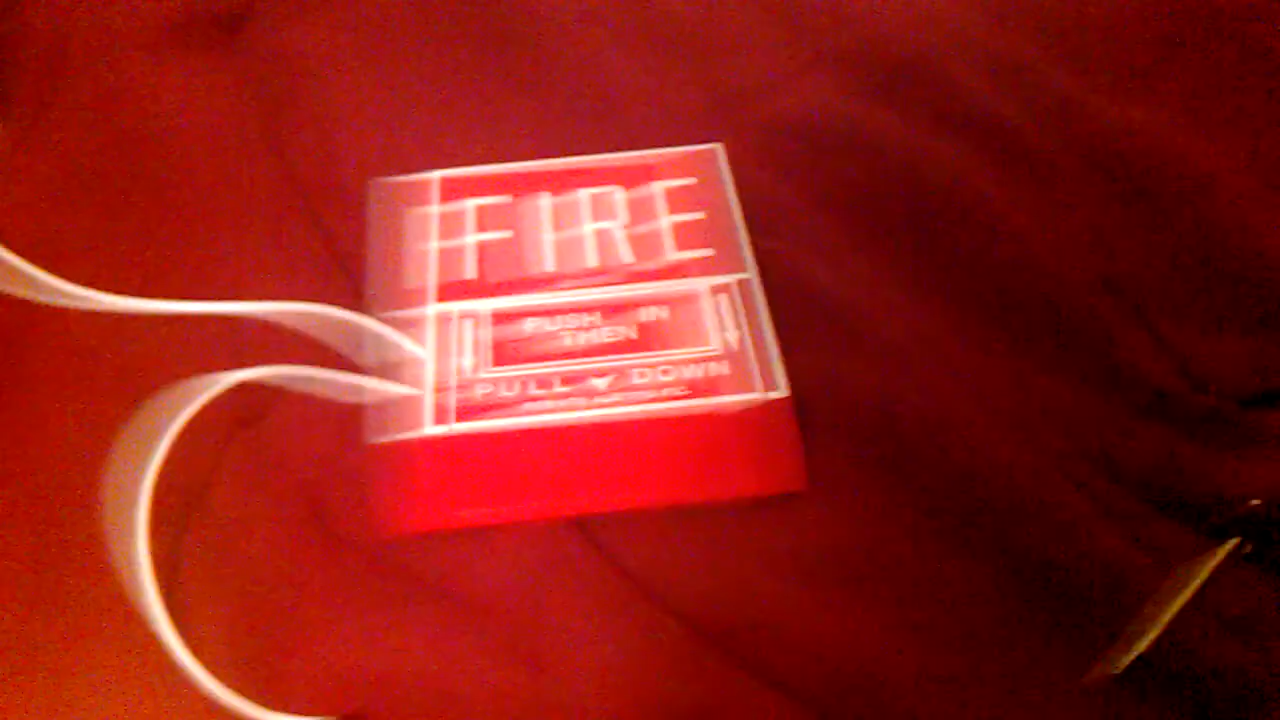 FIRE
PUSH IN
THEN
PULL DOWN